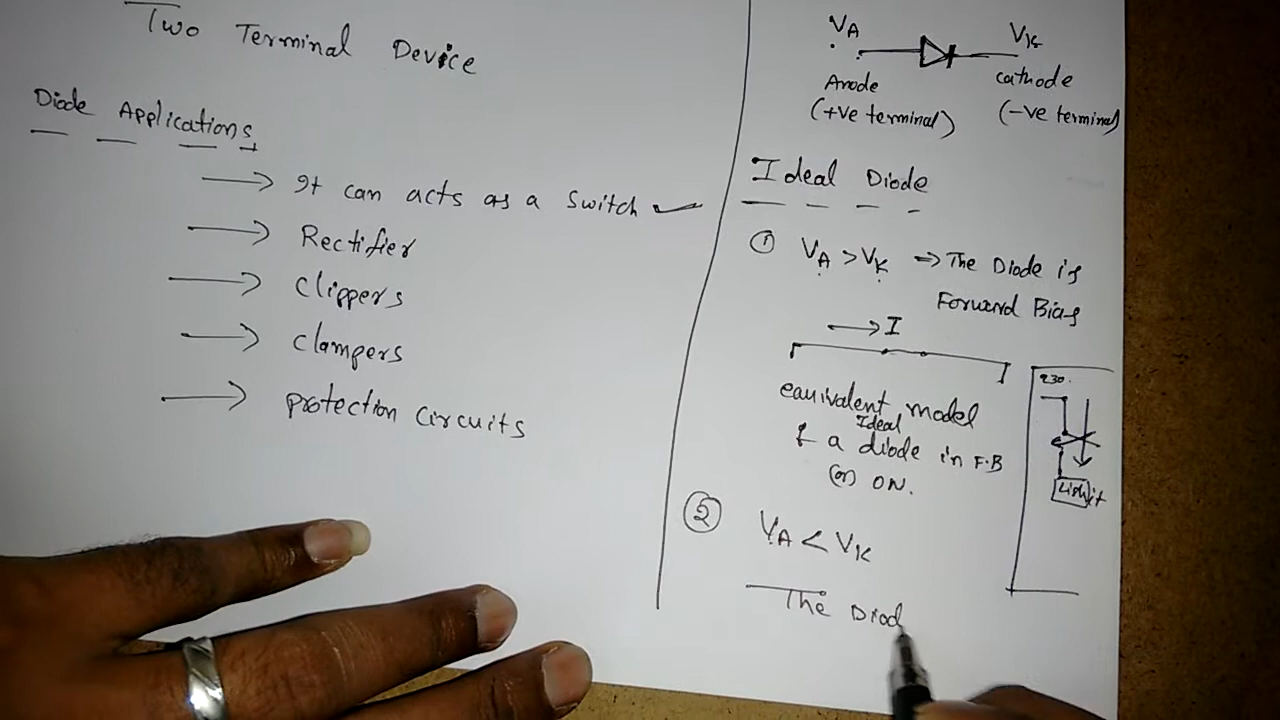 Two Terminal Device
Diode Applications
It can acts as a Switch
Rectifier
Clippers
clampers
protection Circuits
VA
VK
Anode
cathode
(+ve terminal)
(-ve terminal)
Ideal Diode
① VA > VK ⇒ The Diode is
Forward Bias
I
equivalent model
Ideal
of a diode in F.B
(or) ON.
230.
Light
② VA < VK
The Diod